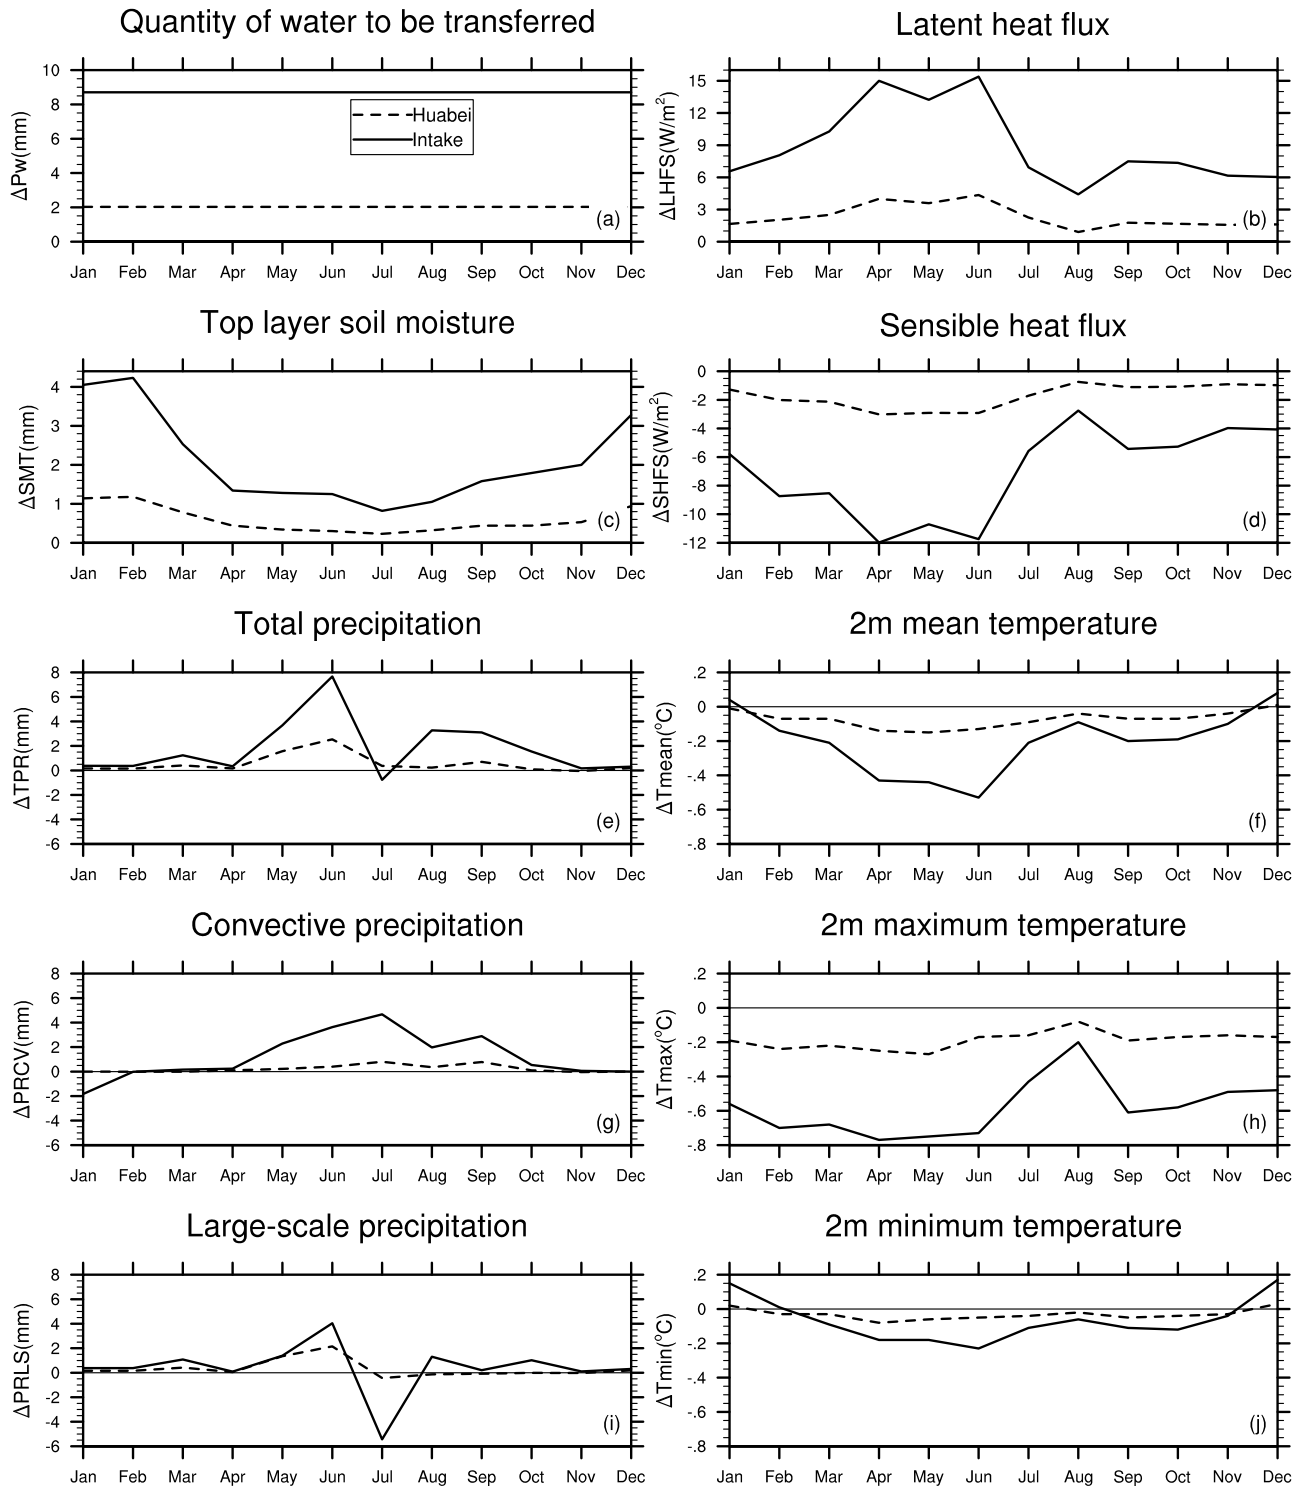 Quantity of water to be transferred
ΔPw(mm)
10
8
6
4
2
0
Huabei
Intake
(a)
Jan Feb Mar Apr May Jun Jul Aug Sep Oct Nov Dec
Latent heat flux
ΔLHFS(W/m²)
15
12
9
6
3
0
(b)
Jan Feb Mar Apr May Jun Jul Aug Sep Oct Nov Dec
Top layer soil moisture
ΔSMT(mm)
4
3
2
1
0
(c)
Jan Feb Mar Apr May Jun Jul Aug Sep Oct Nov Dec
Sensible heat flux
ΔSHFS(W/m²)
0
-2
-4
-6
-8
-10
-12
(d)
Jan Feb Mar Apr May Jun Jul Aug Sep Oct Nov Dec
Total precipitation
ΔTPR(mm)
8
6
4
2
0
-2
-4
-6
(e)
Jan Feb Mar Apr May Jun Jul Aug Sep Oct Nov Dec
2m mean temperature
ΔTmean(°C)
.2
0
-.2
-.4
-.6
-.8
(f)
Jan Feb Mar Apr May Jun Jul Aug Sep Oct Nov Dec
Convective precipitation
ΔPRCV(mm)
8
6
4
2
0
-2
-4
-6
(g)
Jan Feb Mar Apr May Jun Jul Aug Sep Oct Nov Dec
2m maximum temperature
ΔTmax(°C)
.2
0
-.2
-.4
-.6
-.8
(h)
Jan Feb Mar Apr May Jun Jul Aug Sep Oct Nov Dec
Large-scale precipitation
ΔPRLS(mm)
8
6
4
2
0
-2
-4
-6
(i)
Jan Feb Mar Apr May Jun Jul Aug Sep Oct Nov Dec
2m minimum temperature
ΔTmin(°C)
.2
0
-.2
-.4
-.6
-.8
(j)
Jan Feb Mar Apr May Jun Jul Aug Sep Oct Nov Dec